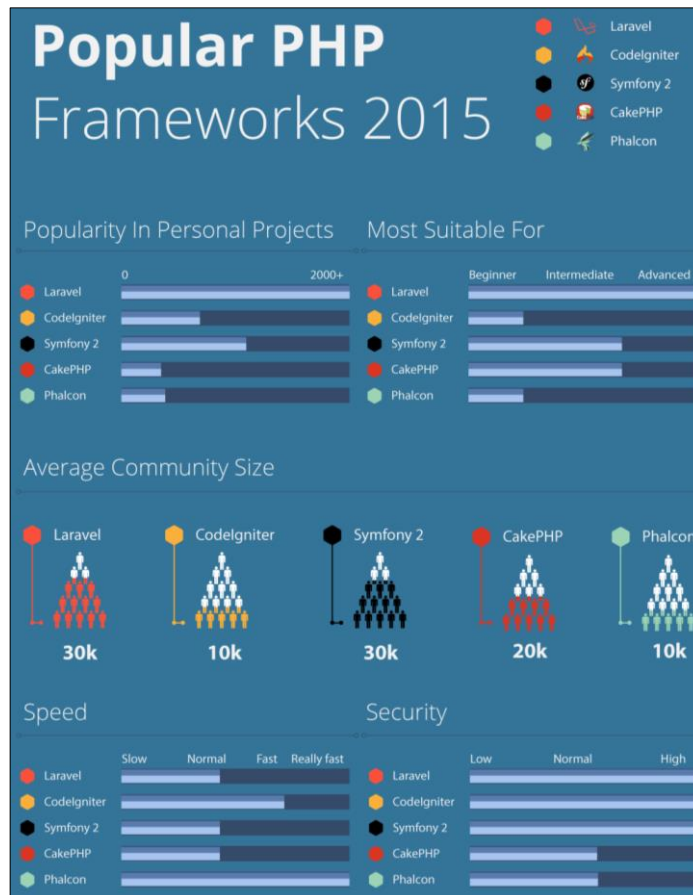 Popular PHP
Frameworks 2015
Laravel
CodeIgniter
Symfony 2
CakePHP
Phalcon
Popularity In Personal Projects
0 2000+
Laravel
CodeIgniter
Symfony 2
CakePHP
Phalcon
Most Suitable For
Beginner Intermediate Advanced
Laravel
CodeIgniter
Symfony 2
CakePHP
Phalcon
Average Community Size
Laravel
30k
CodeIgniter
10k
Symfony 2
30k
CakePHP
20k
Phalcon
10k
Speed
Slow Normal Fast Really fast
Laravel
CodeIgniter
Symfony 2
CakePHP
Phalcon
Security
Low Normal High
Laravel
CodeIgniter
Symfony 2
CakePHP
Phalcon